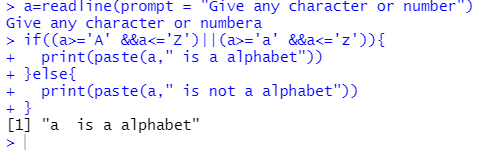 > a=readline(prompt = "Give any character or number")
Give any character or numbera
> if((a>='A' &&a<='Z')||(a>='a' &&a<='z')){
+   print(paste(a," is a alphabet"))
+ }else{
+   print(paste(a," is not a alphabet"))
+ }
[1] "a  is a alphabet"
>